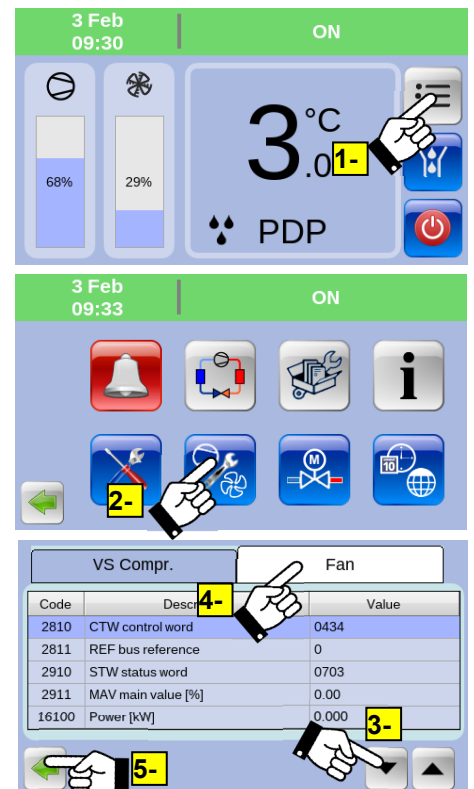 3 Feb
09:30
ON
68%
29%
3.0 °C
1-
PDP
3 Feb
09:33
ON
i
M
10
2-
VS Compr.
Fan
4-
Code Descr Value
2810 CTW control word 0434
2811 REF bus reference 0
2910 STW status word 0703
2911 MAV main value [%] 0.00
16100 Power [kW] 0.000
3-
5-